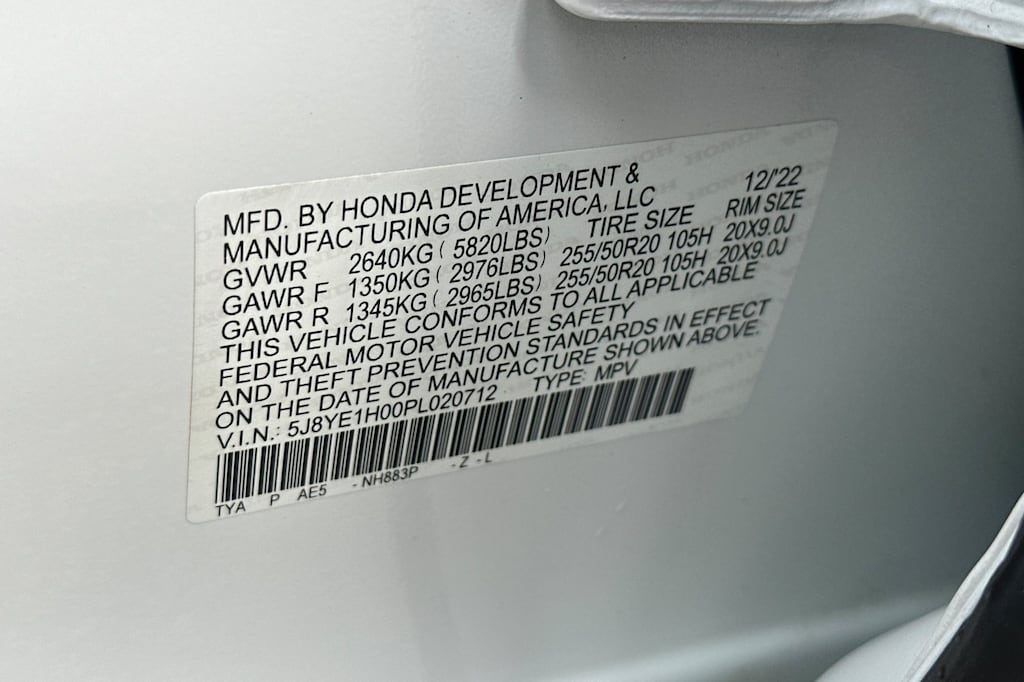 MFD. BY HONDA DEVELOPMENT & 12/'22
MANUFACTURING OF AMERICA, LLC
TIRE SIZE RIM SIZE
GVWR 2640KG ( 5820LBS)
GAWR F 1350KG ( 2976LBS) 255/50R20 105H 20X9.0J
GAWR R 1345KG ( 2965LBS) 255/50R20 105H 20X9.0J
THIS VEHICLE CONFORMS TO ALL APPLICABLE
FEDERAL MOTOR VEHICLE SAFETY
AND THEFT PREVENTION STANDARDS IN EFFECT
ON THE DATE OF MANUFACTURE SHOWN ABOVE.
V.I.N.: 5J8YE1H00PL020712 TYPE: MPV
TYA P AE5 - NH883P - Z - L